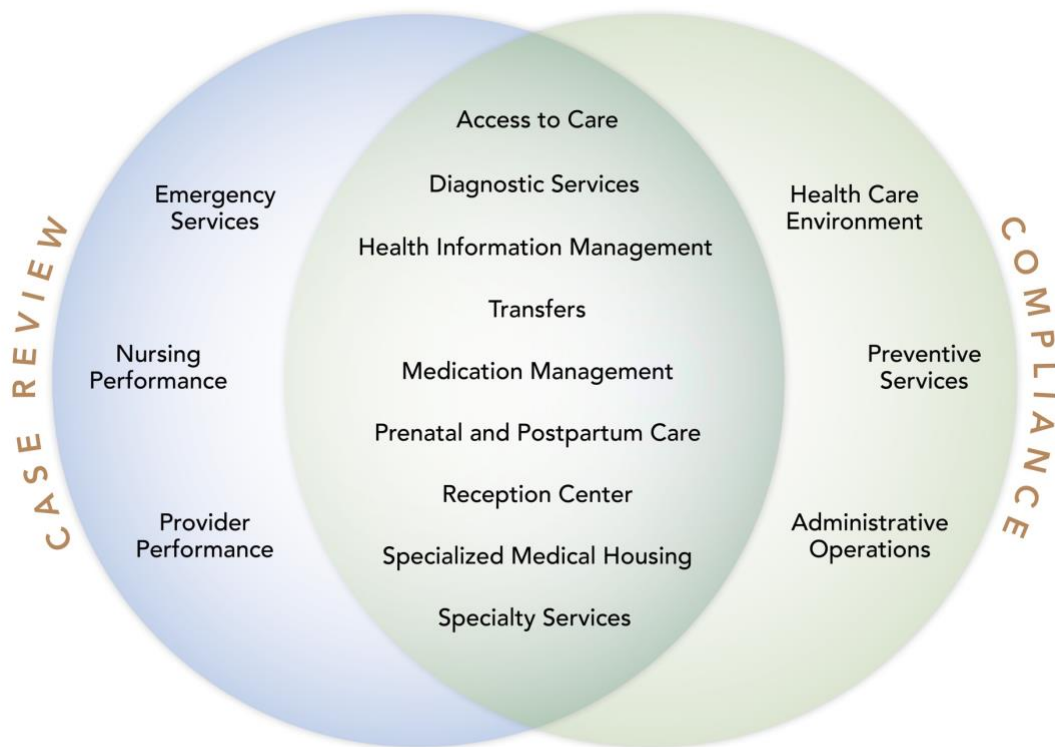 CASE REVIEW
Emergency
Services
Nursing
Performance
Provider
Performance
Access to Care
Diagnostic Services
Health Information Management
Transfers
Medication Management
Prenatal and Postpartum Care
Reception Center
Specialized Medical Housing
Specialty Services
Health Care
Environment
Preventive
Services
Administrative
Operations
COMPLIANCE